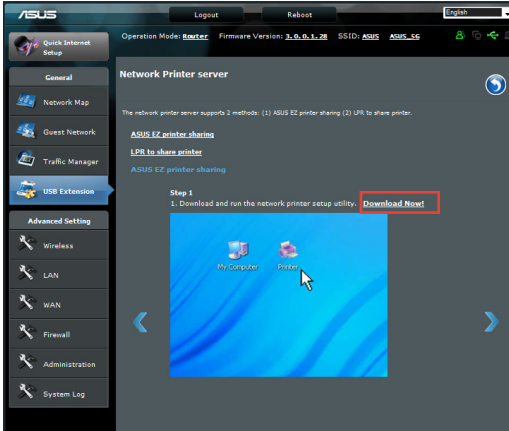 ASUS
Logout
Reboot
English
Quick Internet
Setup
Operation Mode: Router Firmware Version: 3.0.0.1.28 SSID: ASUS ASUS_5G
General
Network Map
Guest Network
Traffic Manager
USB Extension
Advanced Setting
Wireless
LAN
WAN
Firewall
Administration
System Log
Network Printer server
The network printer server supports 2 methods: (1) ASUS EZ printer sharing (2) LPR to share printer.
ASUS EZ printer sharing
LPR to share printer
ASUS EZ printer sharing
Step 1
1. Download and run the network printer setup utility. Download Now!
My Computer
Printer